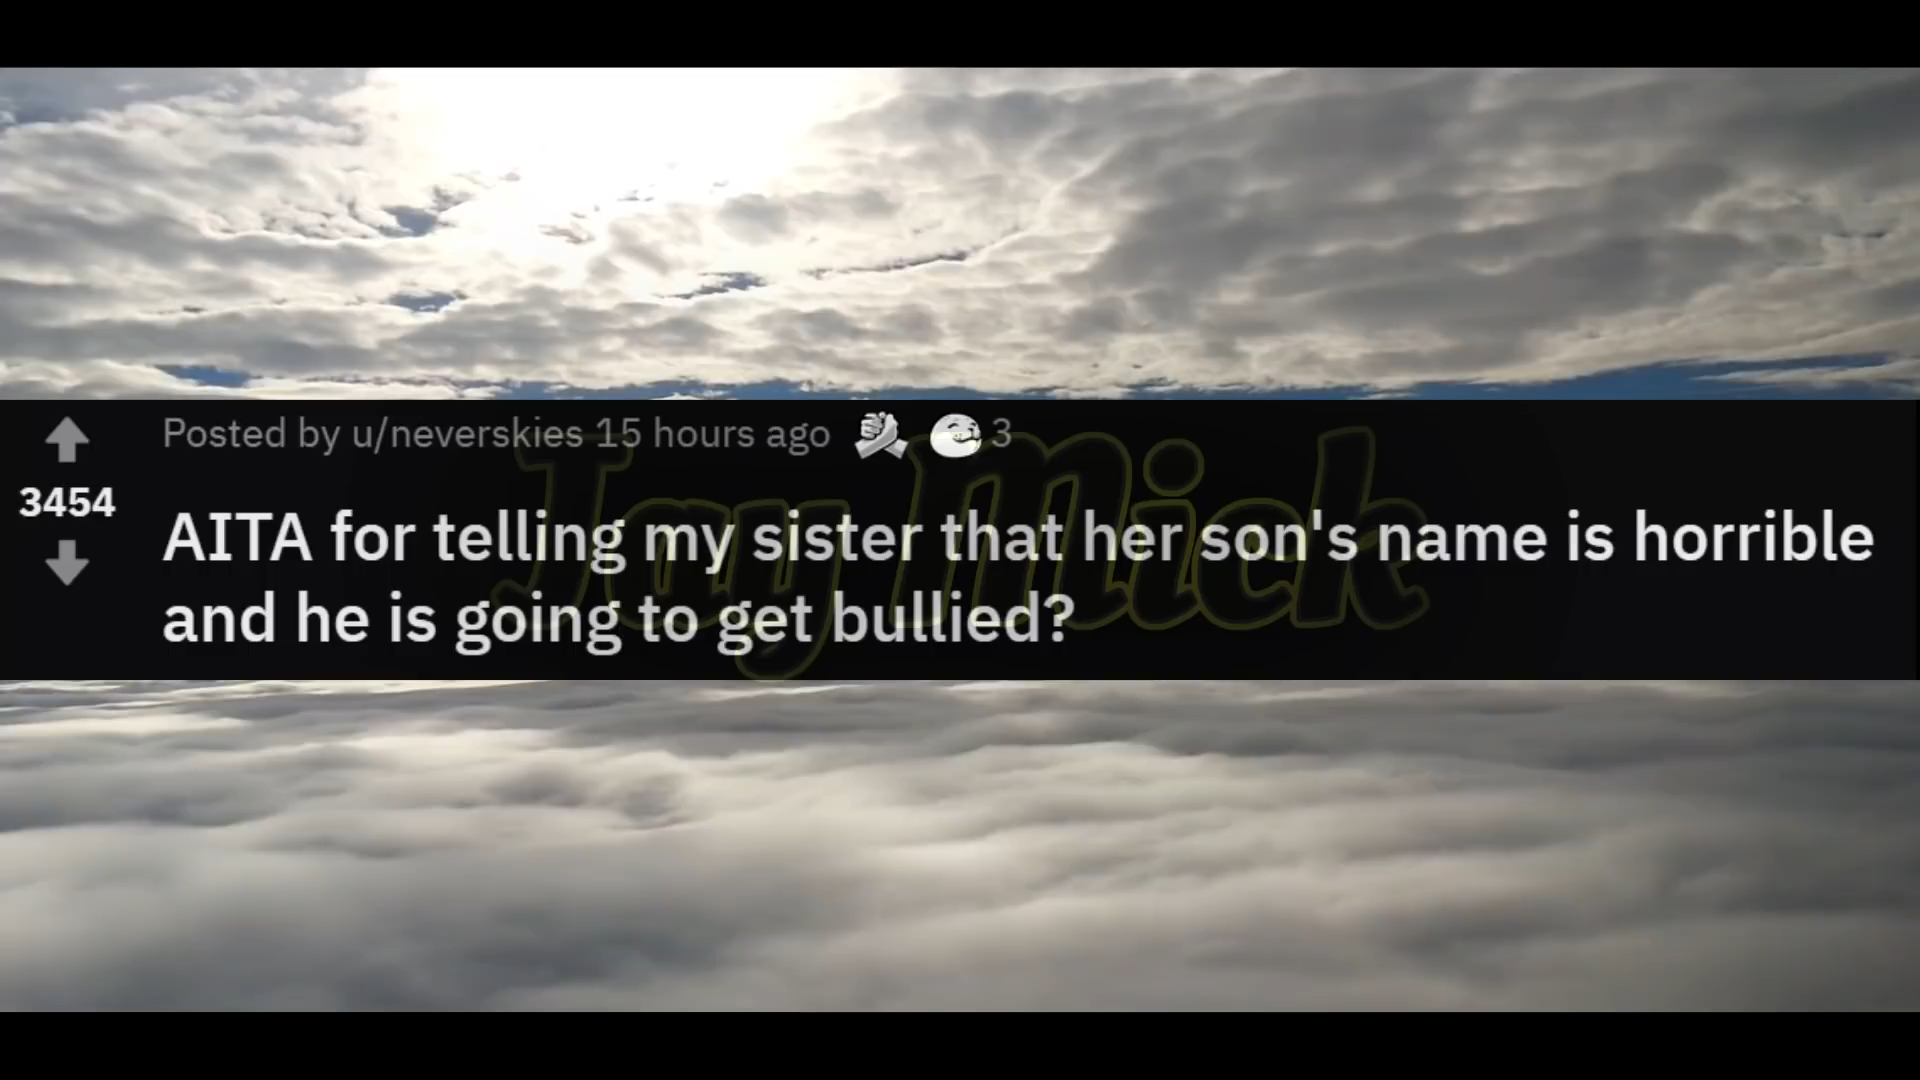 Posted by u/neverskies 15 hours ago 3
3454
AITA for telling my sister that her son's name is horrible
and he is going to get bullied?
Jay Mick